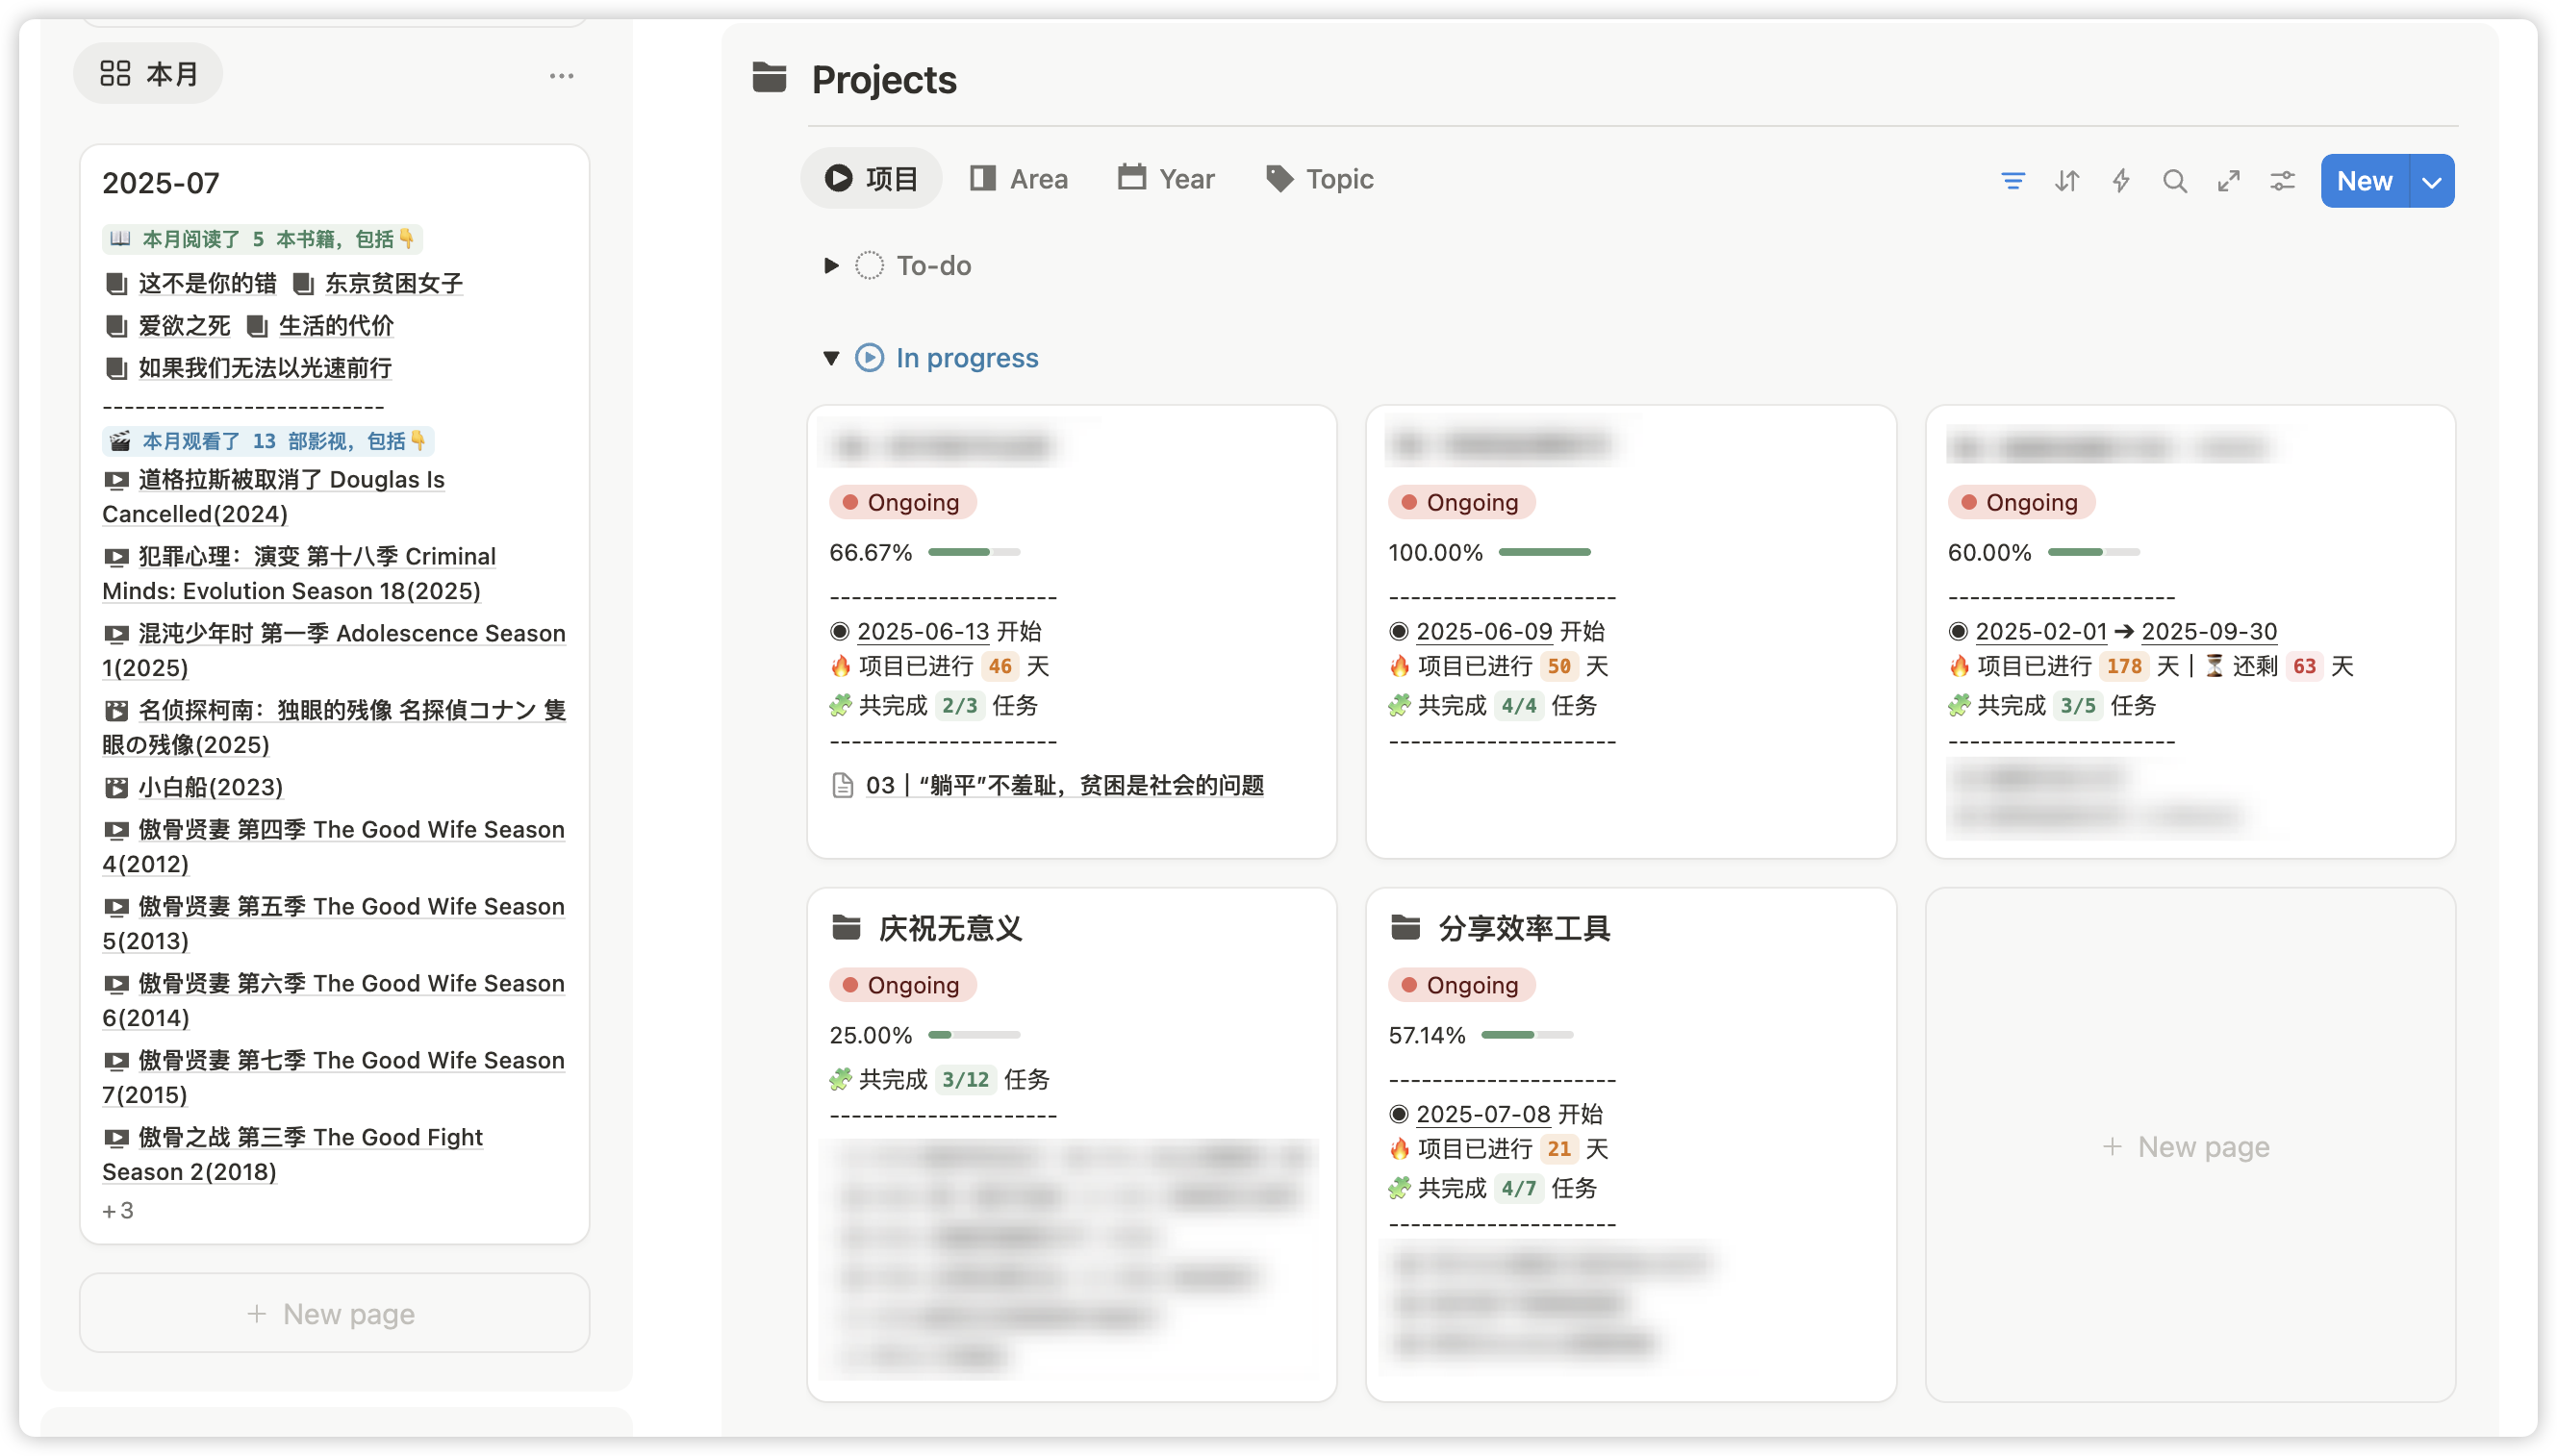 本月
2025-07
📖 本月阅读了 5 本书籍，包括👇
这不是你的错 东京贫困女子
爱欲之死 生活的代价
如果我们无法以光速前行
--------------------------
🎬 本月观看了 13 部影视，包括👇
道格拉斯被取消了 Douglas Is
Cancelled(2024)
犯罪心理：演变 第十八季 Criminal
Minds: Evolution Season 18(2025)
混沌少年时 第一季 Adolescence Season
1(2025)
名侦探柯南：独眼的残像 名探偵コナン 隻
眼の残像(2025)
小白船(2023)
傲骨贤妻 第四季 The Good Wife Season
4(2012)
傲骨贤妻 第五季 The Good Wife Season
5(2013)
傲骨贤妻 第六季 The Good Wife Season
6(2014)
傲骨贤妻 第七季 The Good Wife Season
7(2015)
傲骨之战 第三季 The Good Fight
Season 2(2018)
+3
+ New page
Projects
项目 Area Year Topic New
To-do
In progress
Ongoing
66.67%
---------------------
◉ 2025-06-13 开始
🔥 项目已进行 46 天
🧩 共完成 2/3 任务
---------------------
03｜“躺平”不羞耻，贫困是社会的问题
Ongoing
100.00%
---------------------
◉ 2025-06-09 开始
🔥 项目已进行 50 天
🧩 共完成 4/4 任务
---------------------
Ongoing
60.00%
---------------------
◉ 2025-02-01 ➔ 2025-09-30
🔥 项目已进行 178 天 | ⏳ 还剩 63 天
🧩 共完成 3/5 任务
---------------------
庆祝无意义
Ongoing
25.00%
🧩 共完成 3/12 任务
---------------------
分享效率工具
Ongoing
57.14%
---------------------
◉ 2025-07-08 开始
🔥 项目已进行 21 天
🧩 共完成 4/7 任务
---------------------
+ New page